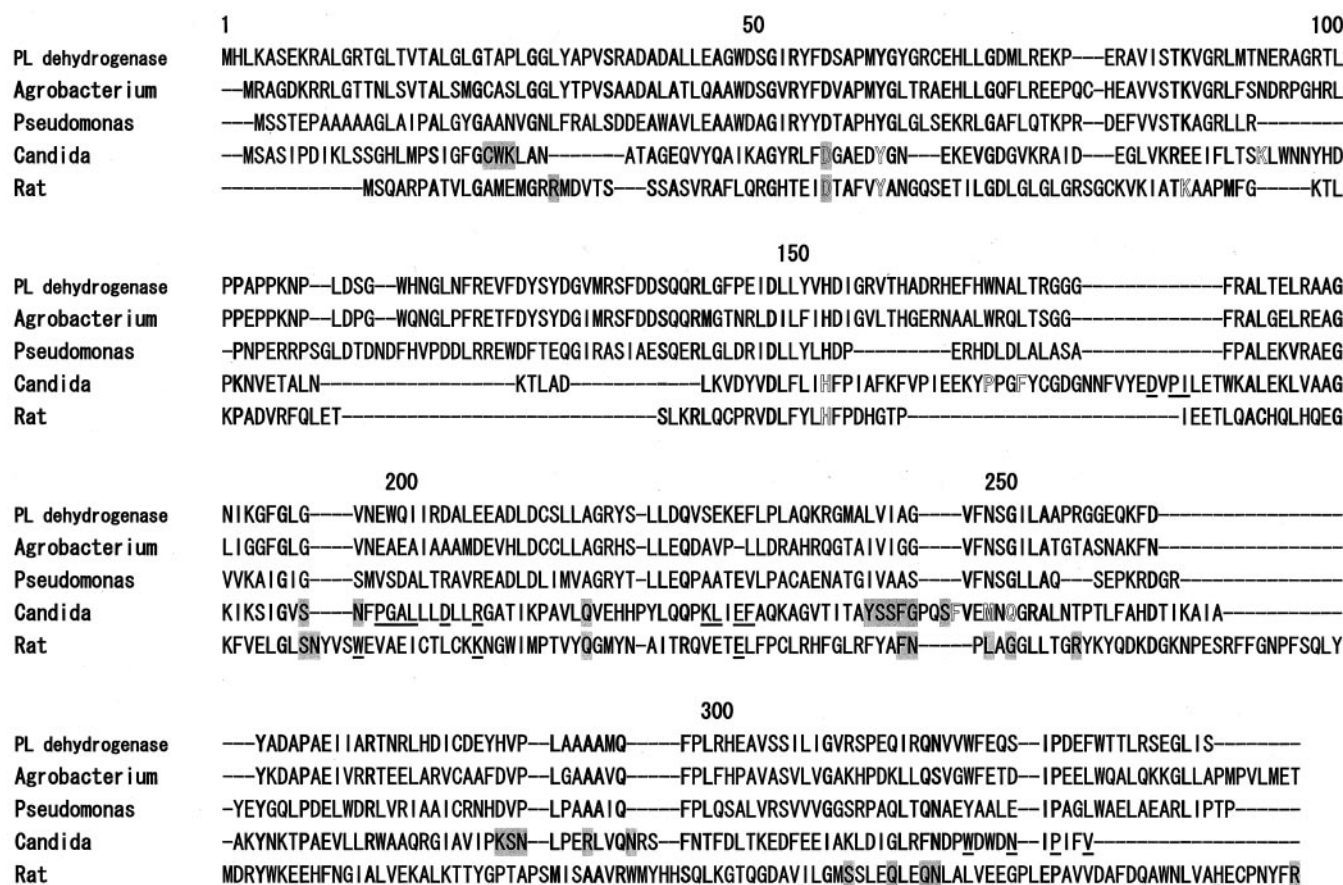 1 50 100
PL dehydrogenase MHLKASEKRALGRTGLTVTALGLGTAPLGGLYAPVSRADADALLEAGWDSGIRYFDSAPMYGYGRCEHLLGDMLREKP---ERAVISTKVGRLMTNERAGRTL
Agrobacterium --MRAGDKRRLGTTNLSVTALSMGCASLGGLYTPVSAADALATLQAAWDSGVRYFDVAPMYGLTRAEHLLGQFLREEPQC-HEAVVSTKVGRLFSNDRPGHRL
Pseudomonas ---MSSTEPAAAAAGLAIPALGYGAANVGNLFRALSDDEAWAVLEAAWDAGIRYYDTAPHYGLGLSEKRLGAFLQTKPR-DEFVVSTKAGRLLR--------
Candida --MSASIPDIKLSSGHLMPSIGFGCWKLAN-------ATAGEQVYQAIKAGYRLFDGAEDYGN--EKEVGDGVKRAID--EGLVKREEIFLTSKLWNNYHD
Rat -------------MSQARPATVLGAMEMGRRMDVTS--SSASVRAFLQRGHTEIDTAFVYANGQSETILGDLGLGLGRSGCKVKIATKAAPMFG-----KTL
150
PL dehydrogenase PPAPPKNP--LDSG--WHNGLNFREVFDYSYDGVMRSFDDSQQRLGFPEIDLLYVHDIGRVTHADRHEFHWNALTRGGG-------------FRALTELRAAG
Agrobacterium PPEPPKNP--LDPG--WQNGLPFRETFDYSYDGIMRSFDDSQQRMGTNRLDILFIHDIGVLTHGERNAALWRQLTSGG--------------FRALGELREAG
Pseudomonas -PNPERRPSGLDTDNDFHVPDDLRREWDFTEQGIRASIAESQERLGLDRIDLLYLHDP---------ERHDLDLALASA-------------FPALEKVRAEG
Candida PKNVETALN------------------KTLAD------------LKVDYVDLFLIHFPIAFKFVPIEEKYPPGFYCGDGNNFVYEDVPILETWKALEKLVAAG
Rat KPADVRFQLET-----------------------------SLKRLQCPRVDLFYLHFPDHGTP------------------------IEETLQACHQLHQEG
200 250
PL dehydrogenase NIKGFGLG----VNEWQIIRDALEEADLDCSLLAGRYS-LLDQVSEKEFLPLAQKRGMALVIAG----VFNSGILAAPRGGEQKFD-----------------
Agrobacterium LIGGFGLG----VNEAEAIAAAMDEVHLDCCLLAGRHS-LLEQDAVP-LLDRAHRQGTAIVIGG----VFNSGILATGTASNAKFN-----------------
Pseudomonas VVKAIGIG----SMVSDALTRAVREADLDLIMVAGRYT-LLEQPAATEVLPACAENATGIVAAS----VFNSGLLAQ---SEPKRDGR---------------
Candida KIKSIGVS----NFPGALLLDLLRGATIKPAVLQVEHHPYLQQPKLIEFAQKAGVTITAYSSFGPQSFVEMNQGRALNTPTLFAHDTIKAIA-----------
Rat KFVELGLSNYVSWEVAEICTLCKKNGWIMPTVYQGMYN-AITRQVETELFPCLRHFGLRFYAFN-----PLAGGLLTGRYKYQDKDGKNPESRFFGNPFSQLY
300
PL dehydrogenase ---YADAPAEIIARTNRLHDICDEYHVP--LAAAAMQ----FPLRHEAVSSILIGVRSPEQIRQNVVWFEQS--IPDEFWTTLRSEGLIS--------
Agrobacterium ---YKDAPAEIVRRTEELARVCAAFDVP--LGAAAVQ----FPLFHPAVASVLVGAKHPDKLLQSVGWFETD--IPEELWQALQKKGLLAPMPVLMET
Pseudomonas -YEYGQLPDELWDRLVRIAAICRNHDVP--LPAAAIQ----FPLQSALVRSVVVGGSRPAQLTQNAEYAALE--IPAGLWAELAEARLIPTP------
Candida -AKYNKTPAEVLLRWAAQRGIAVIPKSN--LPERLVQNRS--FNTFDLTKEDFEEIAKLDIGLRFNDPWDWDN--IPIFV-------------------
Rat MDRYWKEEHFNGIALVEKALKTTYGPTAPSMISAAVRWMYHHSQLKGTQGDAVILGMSSLEQLEQNLALVEEGPLEPAVVDAFDQAWNLVAHECPNYFR